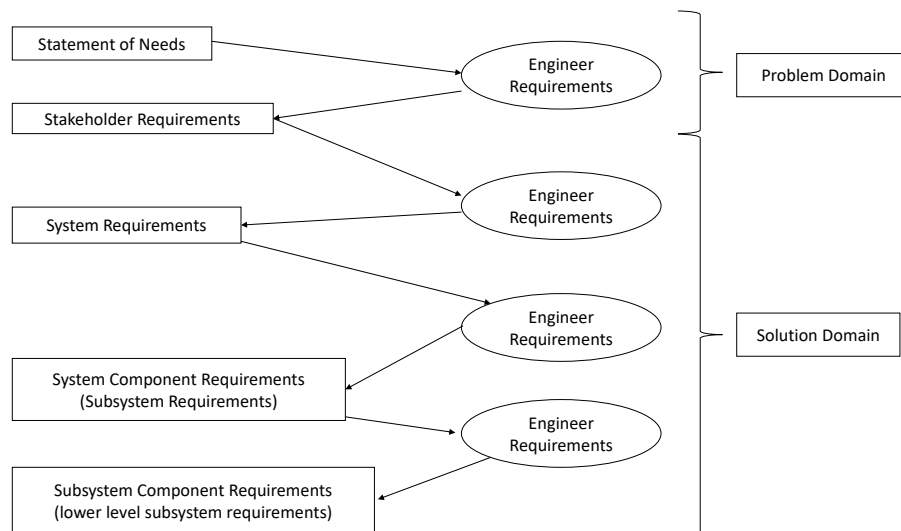 Statement of Needs
Engineer
Requirements
Problem Domain
Stakeholder Requirements
Engineer
Requirements
System Requirements
Engineer
Requirements
Solution Domain
System Component Requirements
(Subsystem Requirements)
Engineer
Requirements
Subsystem Component Requirements
(lower level subsystem requirements)